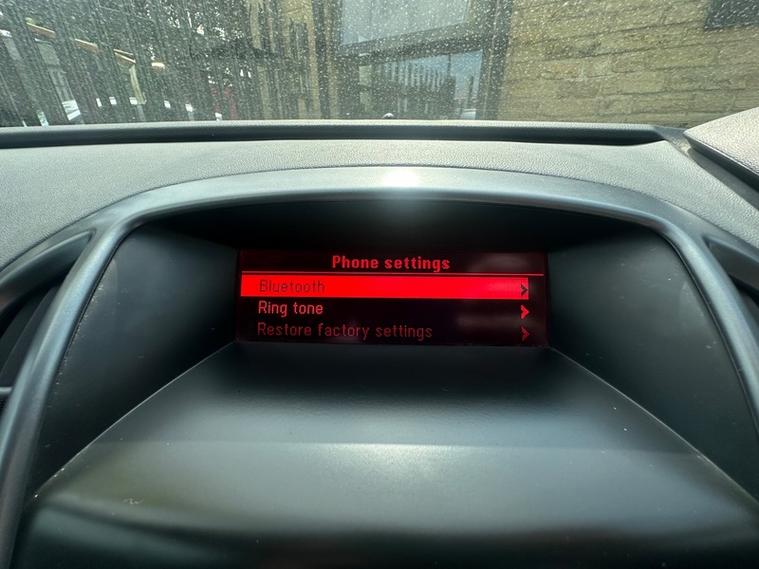 Phone settings
Bluetooth
Ring tone
Restore factory settings